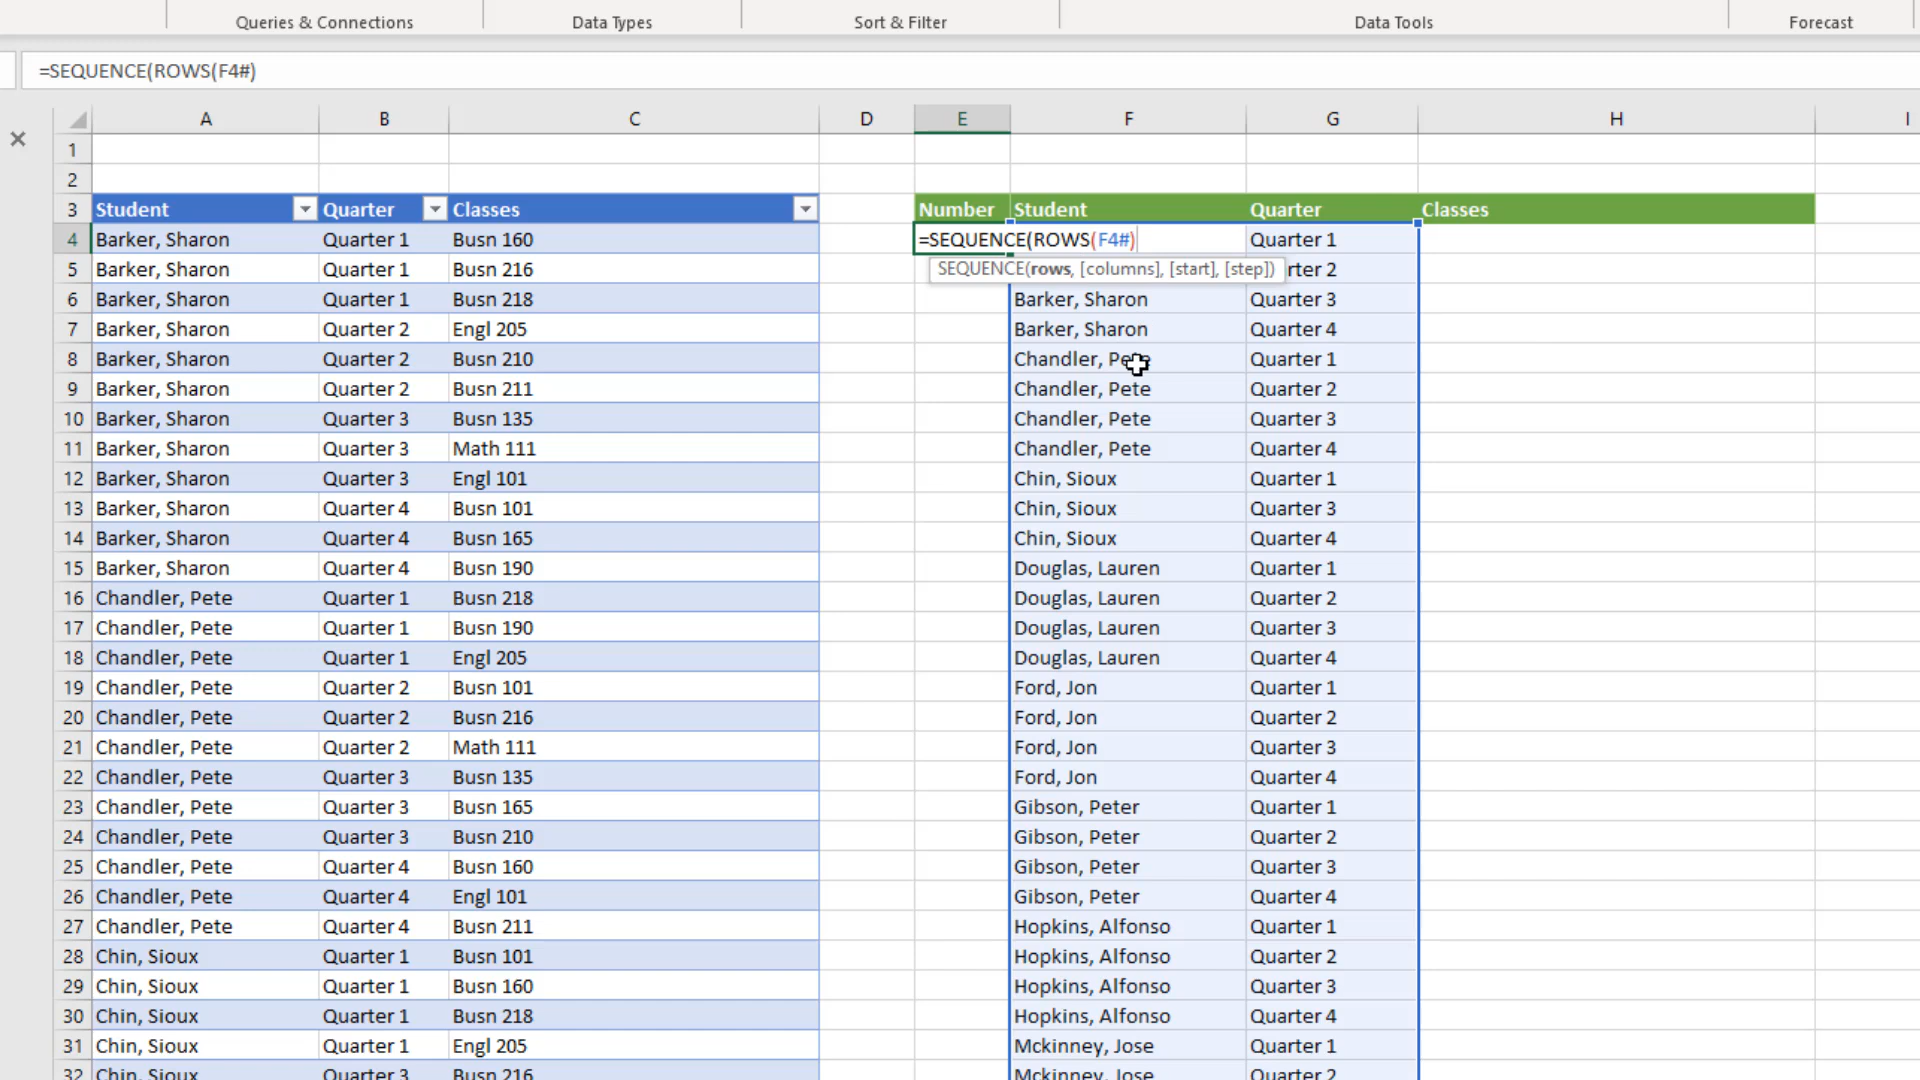 Queries & Connections Data Types Sort & Filter Data Tools Forecast
=SEQUENCE(ROWS(F4#)
A B C D E F G H I
1
2
3 Student Quarter Classes Number Student Quarter Classes
4 Barker, Sharon Quarter 1 Busn 160 =SEQUENCE(ROWS(F4#) Quarter 1
5 Barker, Sharon Quarter 1 Busn 216 SEQUENCE(rows, [columns], [start], [step]) rter 2
6 Barker, Sharon Quarter 1 Busn 218 Barker, Sharon Quarter 3
7 Barker, Sharon Quarter 2 Engl 205 Barker, Sharon Quarter 4
8 Barker, Sharon Quarter 2 Busn 210 Chandler, Pete Quarter 1
9 Barker, Sharon Quarter 2 Busn 211 Chandler, Pete Quarter 2
10 Barker, Sharon Quarter 3 Busn 135 Chandler, Pete Quarter 3
11 Barker, Sharon Quarter 3 Math 111 Chandler, Pete Quarter 4
12 Barker, Sharon Quarter 3 Engl 101 Chin, Sioux Quarter 1
13 Barker, Sharon Quarter 4 Busn 101 Chin, Sioux Quarter 3
14 Barker, Sharon Quarter 4 Busn 165 Chin, Sioux Quarter 4
15 Barker, Sharon Quarter 4 Busn 190 Douglas, Lauren Quarter 1
16 Chandler, Pete Quarter 1 Busn 218 Douglas, Lauren Quarter 2
17 Chandler, Pete Quarter 1 Busn 190 Douglas, Lauren Quarter 3
18 Chandler, Pete Quarter 1 Engl 205 Douglas, Lauren Quarter 4
19 Chandler, Pete Quarter 2 Busn 101 Ford, Jon Quarter 1
20 Chandler, Pete Quarter 2 Busn 216 Ford, Jon Quarter 2
21 Chandler, Pete Quarter 2 Math 111 Ford, Jon Quarter 3
22 Chandler, Pete Quarter 3 Busn 135 Ford, Jon Quarter 4
23 Chandler, Pete Quarter 3 Busn 165 Gibson, Peter Quarter 1
24 Chandler, Pete Quarter 3 Busn 210 Gibson, Peter Quarter 2
25 Chandler, Pete Quarter 4 Busn 160 Gibson, Peter Quarter 3
26 Chandler, Pete Quarter 4 Engl 101 Gibson, Peter Quarter 4
27 Chandler, Pete Quarter 4 Busn 211 Hopkins, Alfonso Quarter 1
28 Chin, Sioux Quarter 1 Busn 101 Hopkins, Alfonso Quarter 2
29 Chin, Sioux Quarter 1 Busn 160 Hopkins, Alfonso Quarter 3
30 Chin, Sioux Quarter 1 Busn 218 Hopkins, Alfonso Quarter 4
31 Chin, Sioux Quarter 1 Engl 205 Mckinney, Jose Quarter 1
32 Chin, Sioux Quarter 3 Busn 216 Mckinney, Jose Quarter 2